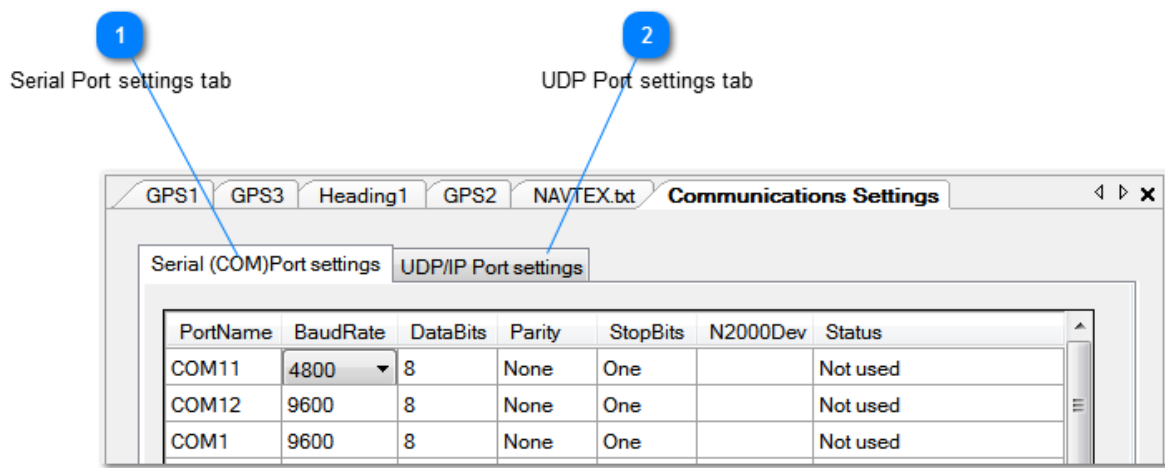 1 2
Serial Port settings tab UDP Port settings tab
GPS1 GPS3 Heading1 GPS2 NAVTEX.txt Communications Settings
Serial (COM)Port settings UDP/IP Port settings
PortName BaudRate DataBits Parity StopBits N2000Dev Status
COM11 4800 8 None One Not used
COM12 9600 8 None One Not used
COM1 9600 8 None One Not used